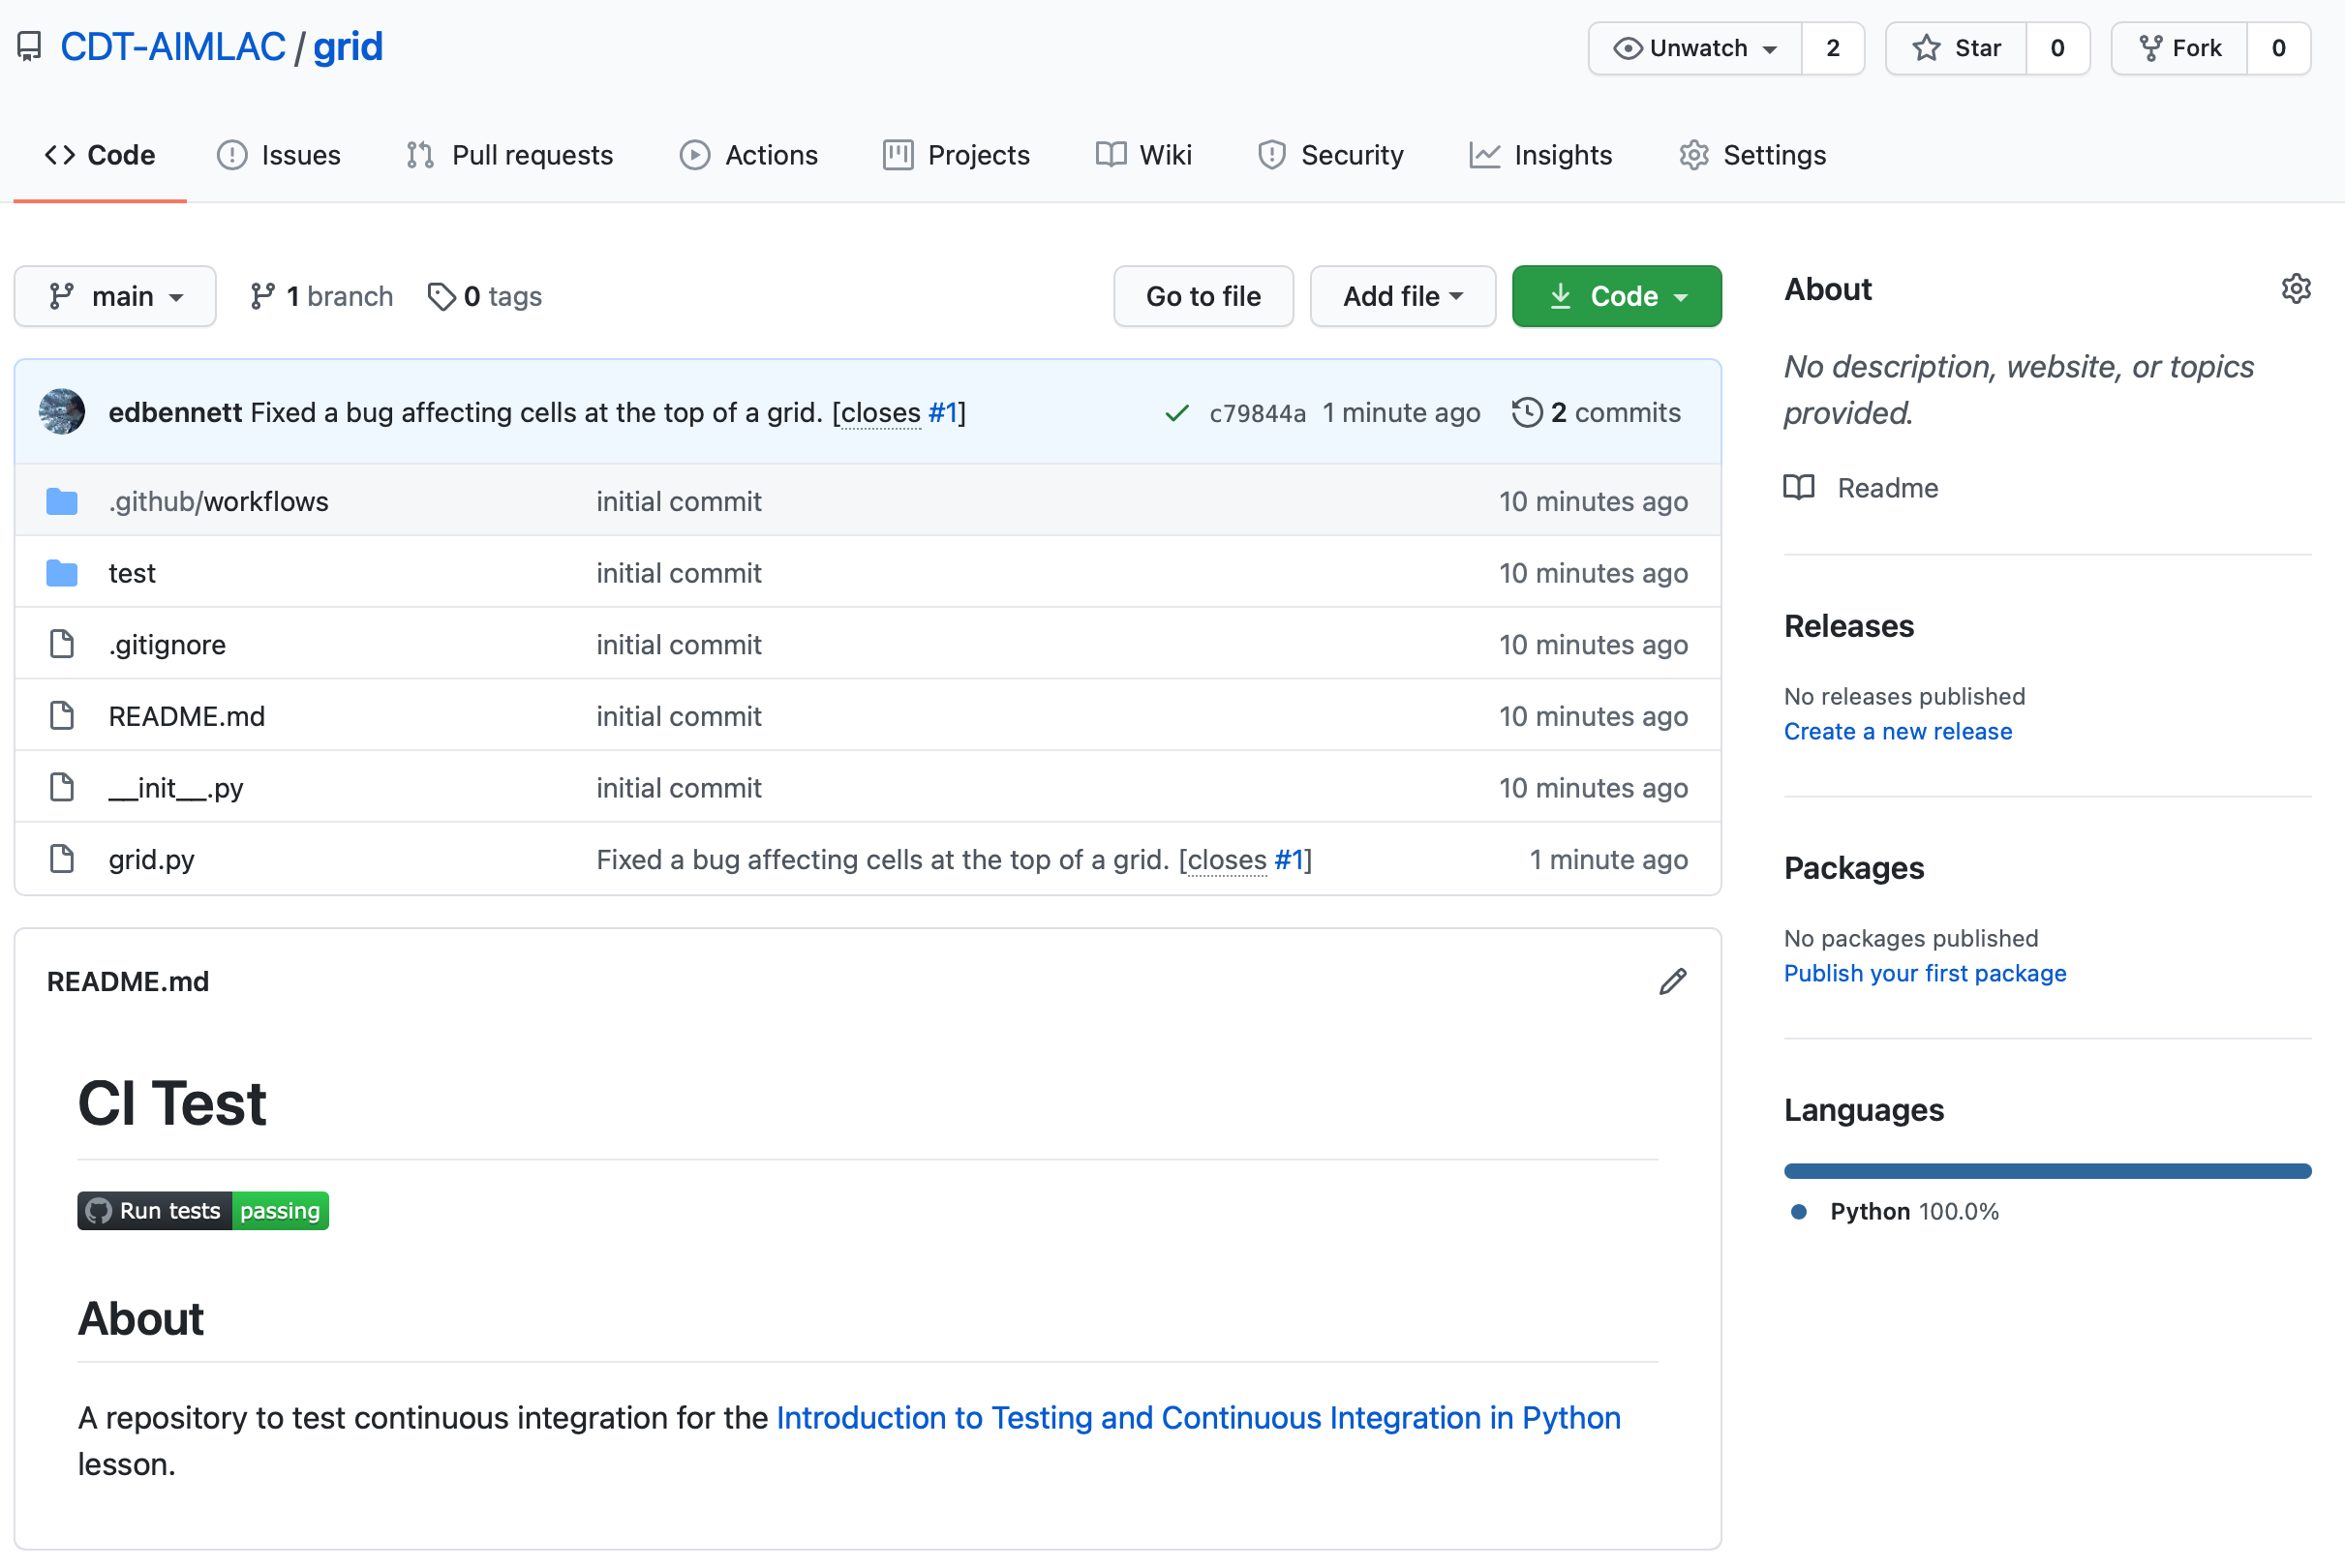 CDT-AIMLAC / grid
Unwatch 2 Star 0 Fork 0
Code Issues Pull requests Actions Projects Wiki Security Insights Settings
main 1 branch 0 tags Go to file Add file Code
edbennett Fixed a bug affecting cells at the top of a grid. [closes #1] c79844a 1 minute ago 2 commits
.github/workflows initial commit 10 minutes ago
test initial commit 10 minutes ago
.gitignore initial commit 10 minutes ago
README.md initial commit 10 minutes ago
__init__.py initial commit 10 minutes ago
grid.py Fixed a bug affecting cells at the top of a grid. [closes #1] 1 minute ago
README.md
CI Test
Run tests passing
About
A repository to test continuous integration for the Introduction to Testing and Continuous Integration in Python
lesson.
About
No description, website, or topics
provided.
Readme
Releases
No releases published
Create a new release
Packages
No packages published
Publish your first package
Languages
Python 100.0%